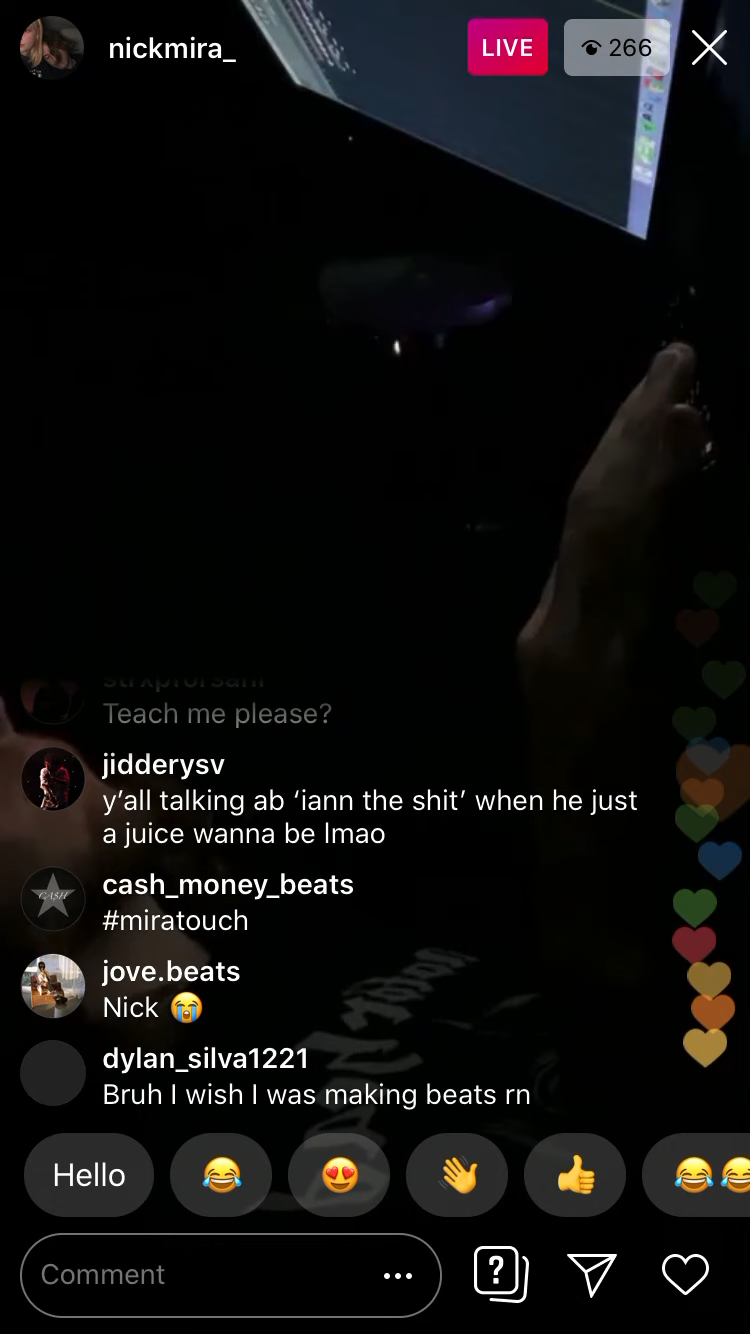 nickmira_
LIVE
266
Teach me please?
jidderysv
y'all talking ab ‘iann the shit’ when he just
a juice wanna be lmao
CASH
cash_money_beats
#miratouch
jove.beats
Nick 😭
dylan_silva1221
Bruh I wish I was making beats rn
Hello
😂
😍
👋
👍
😂😂
Comment
?